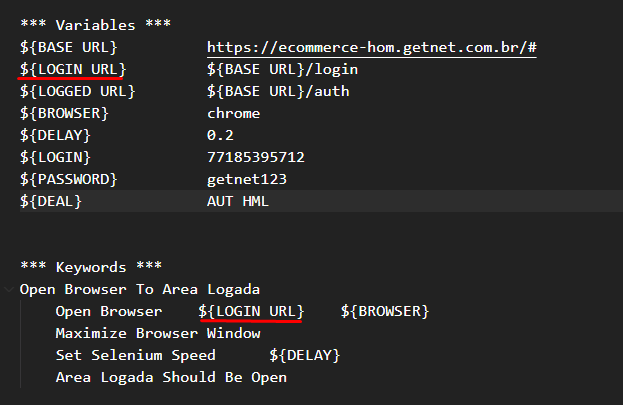 *** Variables ***
${BASE URL} https://ecommerce-hom.getnet.com.br/#
${LOGIN URL} ${BASE URL}/login
${LOGGED URL} ${BASE URL}/auth
${BROWSER} chrome
${DELAY} 0.2
${LOGIN} 77185395712
${PASSWORD} getnet123
${DEAL} AUT HML
*** Keywords ***
Open Browser To Area Logada
Open Browser ${LOGIN URL} ${BROWSER}
Maximize Browser Window
Set Selenium Speed ${DELAY}
Area Logada Should Be Open